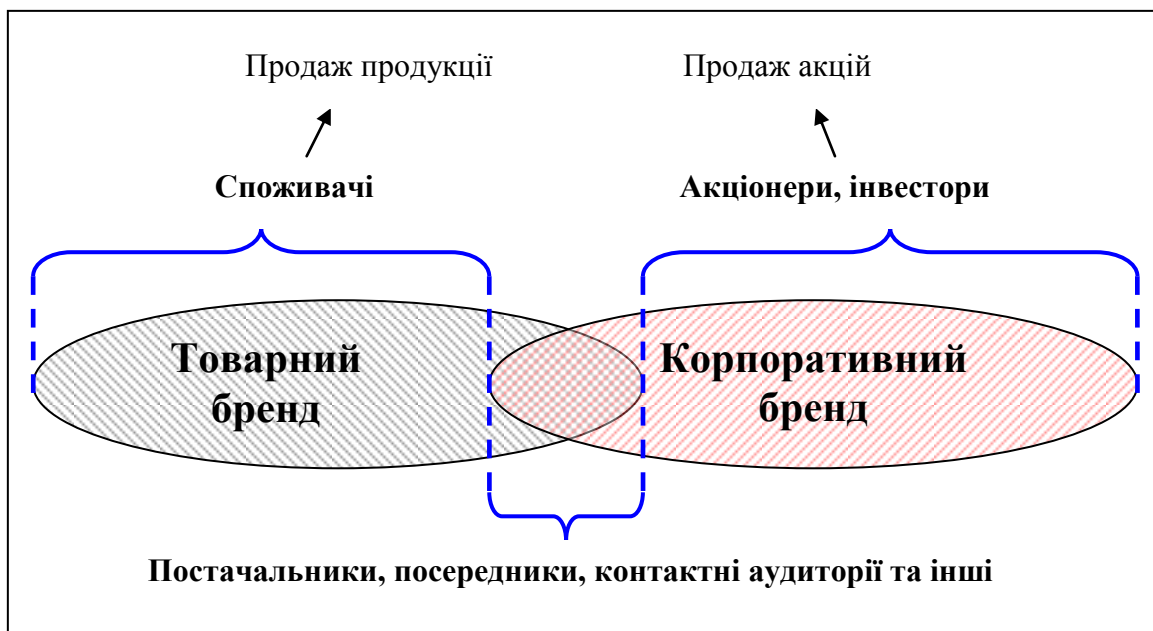 Продаж продукції
Продаж акцій
Споживачі
Акціонери, інвестори
Товарний
бренд
Корпоративний
бренд
Постачальники, посередники, контактні аудиторії та інші